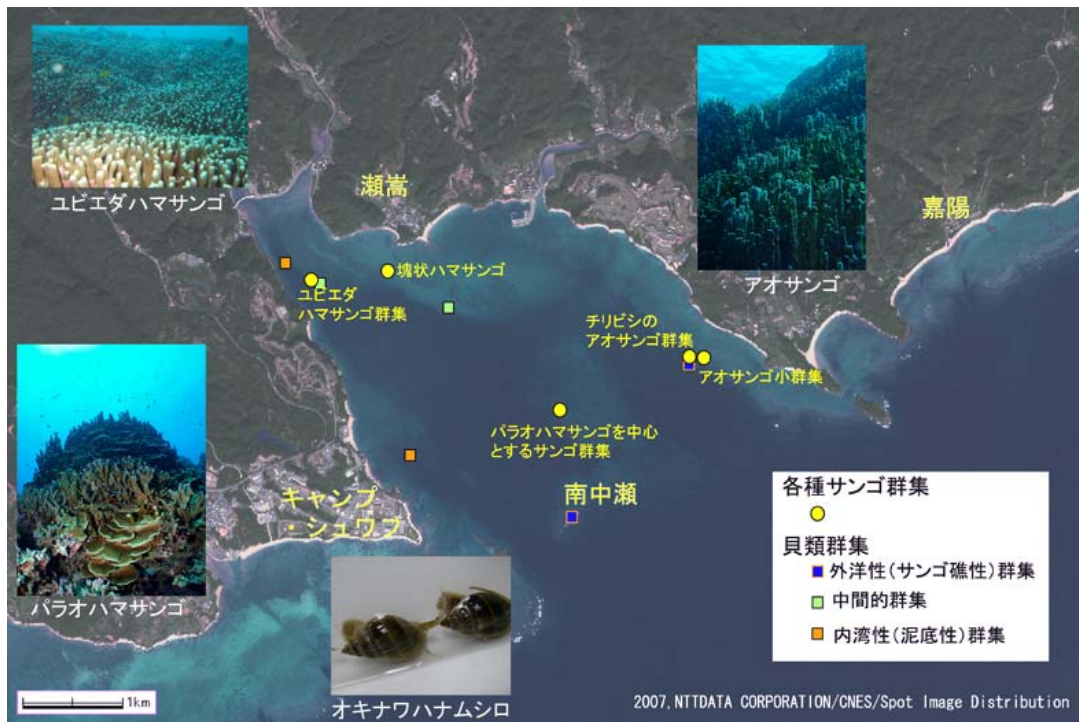 ユビエダハマサンゴ
瀬嵩
嘉陽
アオサンゴ
塊状ハマサンゴ
ユビエダ
ハマサンゴ群集
チリビシの
アオサンゴ群集
アオサンゴ小群集
パラオハマサンゴを中心
とするサンゴ群集
キャンプ
・シュワブ
南中瀬
パラオハマサンゴ
オキナワハナムシロ
各種サンゴ群集
貝類群集
外洋性(サンゴ礁性)群集
中間的群集
内湾性(泥底性)群集
1km
2007,NTTDATA CORPORATION/CNES/Spot Image Distribution